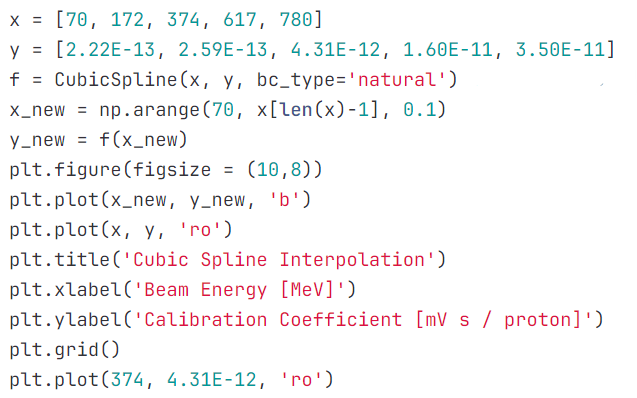 x = [70, 172, 374, 617, 780]
y = [2.22E-13, 2.59E-13, 4.31E-12, 1.60E-11, 3.50E-11]
f = CubicSpline(x, y, bc_type='natural')
x_new = np.arange(70, x[len(x)-1], 0.1)
y_new = f(x_new)
plt.figure(figsize = (10,8))
plt.plot(x_new, y_new, 'b')
plt.plot(x, y, 'ro')
plt.title('Cubic Spline Interpolation')
plt.xlabel('Beam Energy [MeV]')
plt.ylabel('Calibration Coefficient [mV s / proton]')
plt.grid()
plt.plot(374, 4.31E-12, 'ro')